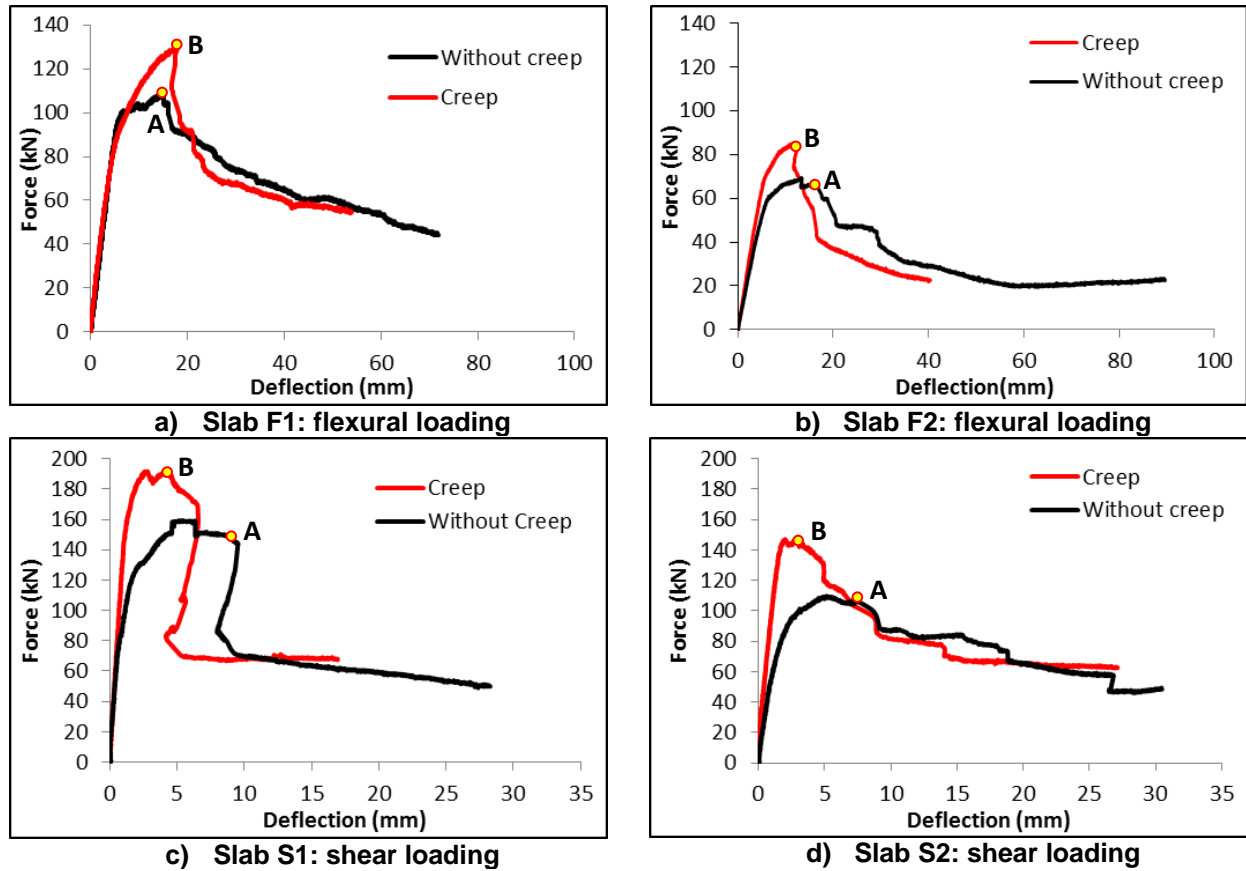 140
120
100
80
60
40
20
0
Force (kN)
B
A
Without creep
Creep
0 20 40 60 80 100
Deflection (mm)
a) Slab F1: flexural loading
140
120
100
80
60
40
20
0
Force (kN)
B
A
Creep
Without creep
0 20 40 60 80 100
Deflection(mm)
b) Slab F2: flexural loading
200
180
160
140
120
100
80
60
40
20
0
Force (kN)
B
A
Creep
Without Creep
0 5 10 15 20 25 30 35
Deflection (mm)
c) Slab S1: shear loading
200
180
160
140
120
100
80
60
40
20
0
Force (kN)
B
A
Creep
Without creep
0 5 10 15 20 25 30 35
Deflection (mm)
d) Slab S2: shear loading